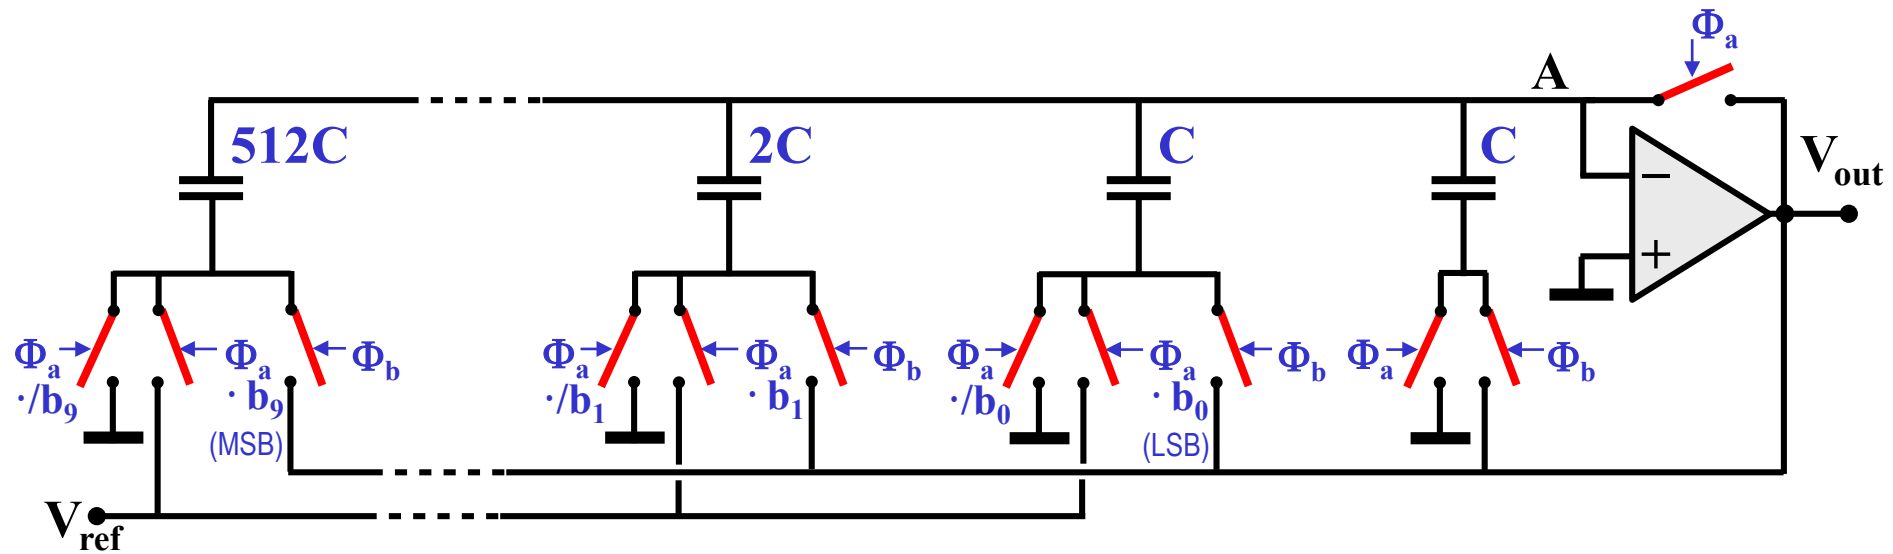 Φa
A
512C 2C C C
Vout
− +
Φa ·/b9 Φa · b9 (MSB) Φb
Φa ·/b1 Φa · b1 Φb
Φa ·/b0 Φa · b0 (LSB) Φb
Φa Φb
Vref